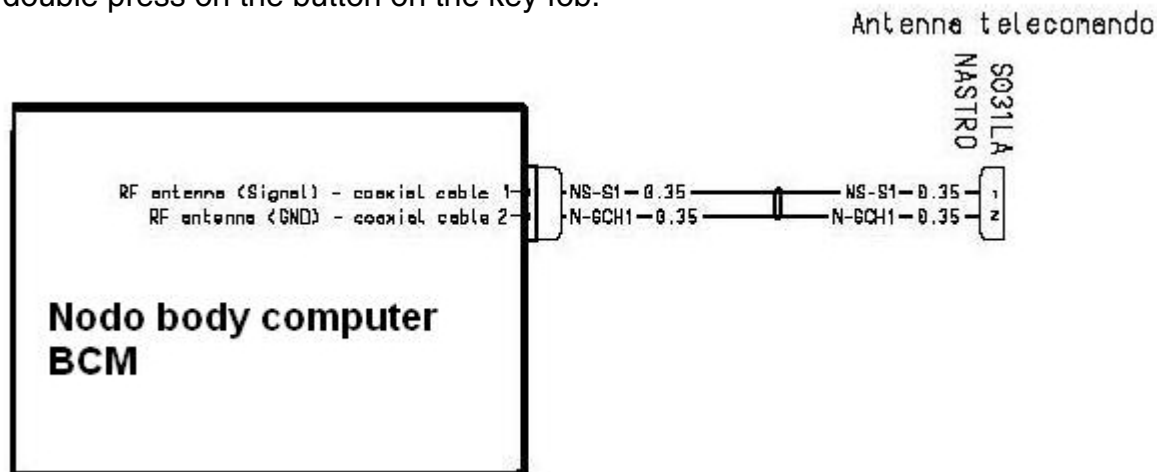 double press on the button on the key fob.
Antenna telecomando
NASTRO
S031LA
RF antenna (Signal) - coaxial cable 1
RF antenna (GND) - coaxial cable 2
NS-S1-0.35
NS-S1-0.35
1
N-GCH1-0.35
N-GCH1-0.35
2
Nodo body computer
BCM